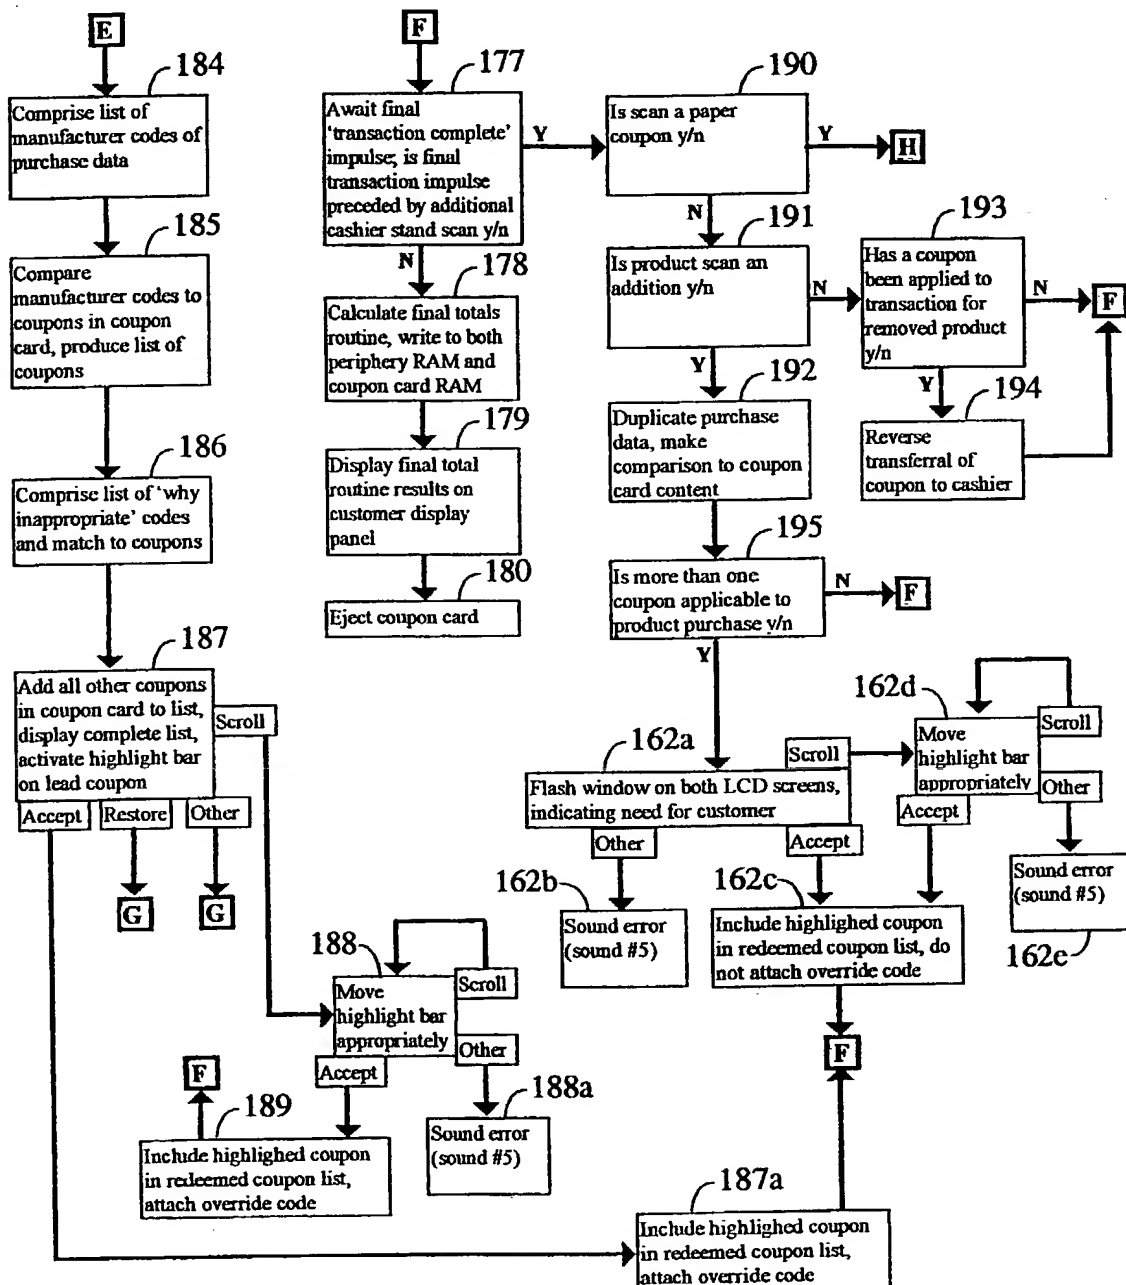 E
184
Comprise list of
manufacturer codes of
purchase data
185
Compare
manufacturer codes to
coupons in coupon
card, produce list of
coupons
186
Comprise list of 'why
inappropriate' codes
and match to coupons
187
Add all other coupons
in coupon card to list,
display complete list,
activate highlight bar
on lead coupon
Scroll
Accept
Restore
Other
G
G
188
Move
highlight bar
appropriately
Scroll
Other
Accept
188a
Sound error
(sound #5)
F
189
Include highlighed coupon
in redeemed coupon list,
attach override code
F
177
Await final
'transaction complete'
impulse; is final
transaction impulse
preceded by additional
cashier stand scan y/n
Y
N
178
Calculate final totals
routine, write to both
periphery RAM and
coupon card RAM
179
Display final total
routine results on
customer display
panel
180
Eject coupon card
190
Is scan a paper
coupon y/n
Y
H
N
191
Is product scan an
addition y/n
N
Y
193
Has a coupon
been applied to
transaction for
removed product
y/n
N
F
Y
194
Reverse
transferral of
coupon to cashier
192
Duplicate purchase
data, make
comparison to coupon
card content
195
Is more than one
coupon applicable to
product purchase y/n
N
F
Y
162a
Flash window on both LCD screens,
indicating need for customer
Scroll
Other
Accept
162b
Sound error
(sound #5)
162c
Include highlighed coupon
in redeemed coupon list, do
not attach override code
162d
Move
highlight bar
appropriately
Scroll
Other
Accept
Sound error
(sound #5)
162e
F
187a
Include highlighed coupon
in redeemed coupon list,
attach override code